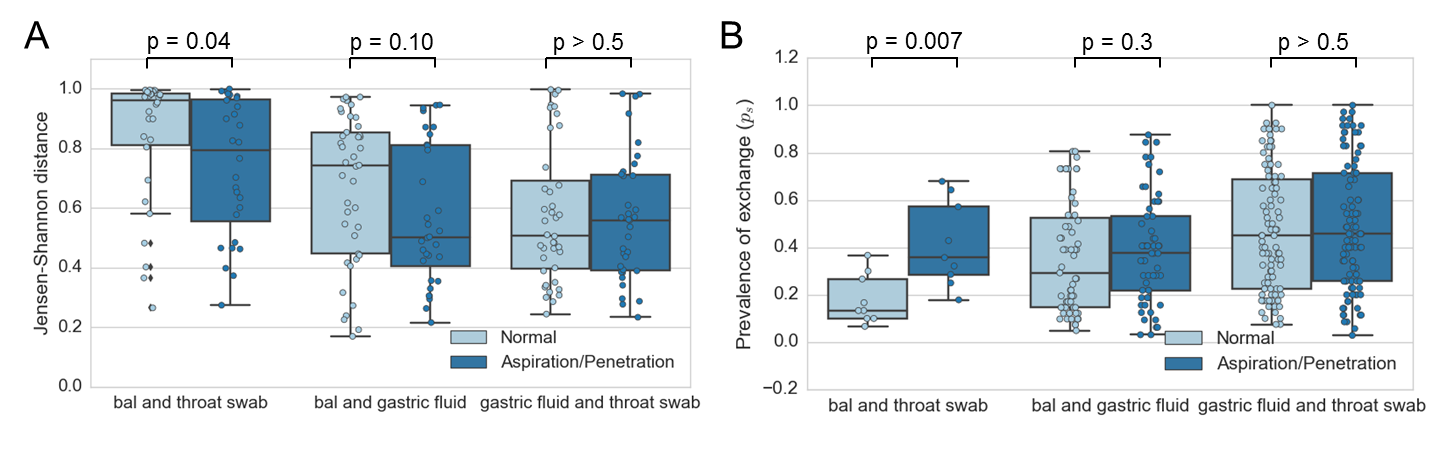 A
p = 0.04
p = 0.10
p > 0.5
Jensen-Shannon distance
1.0
0.8
0.6
0.4
0.2
0.0
Normal
Aspiration/Penetration
bal and throat swab
bal and gastric fluid
gastric fluid and throat swab
B
p = 0.007
p = 0.3
p > 0.5
Prevalence of exchange (pₛ)
1.2
1.0
0.8
0.6
0.4
0.2
0.0
−0.2
Normal
Aspiration/Penetration
bal and throat swab
bal and gastric fluid
gastric fluid and throat swab